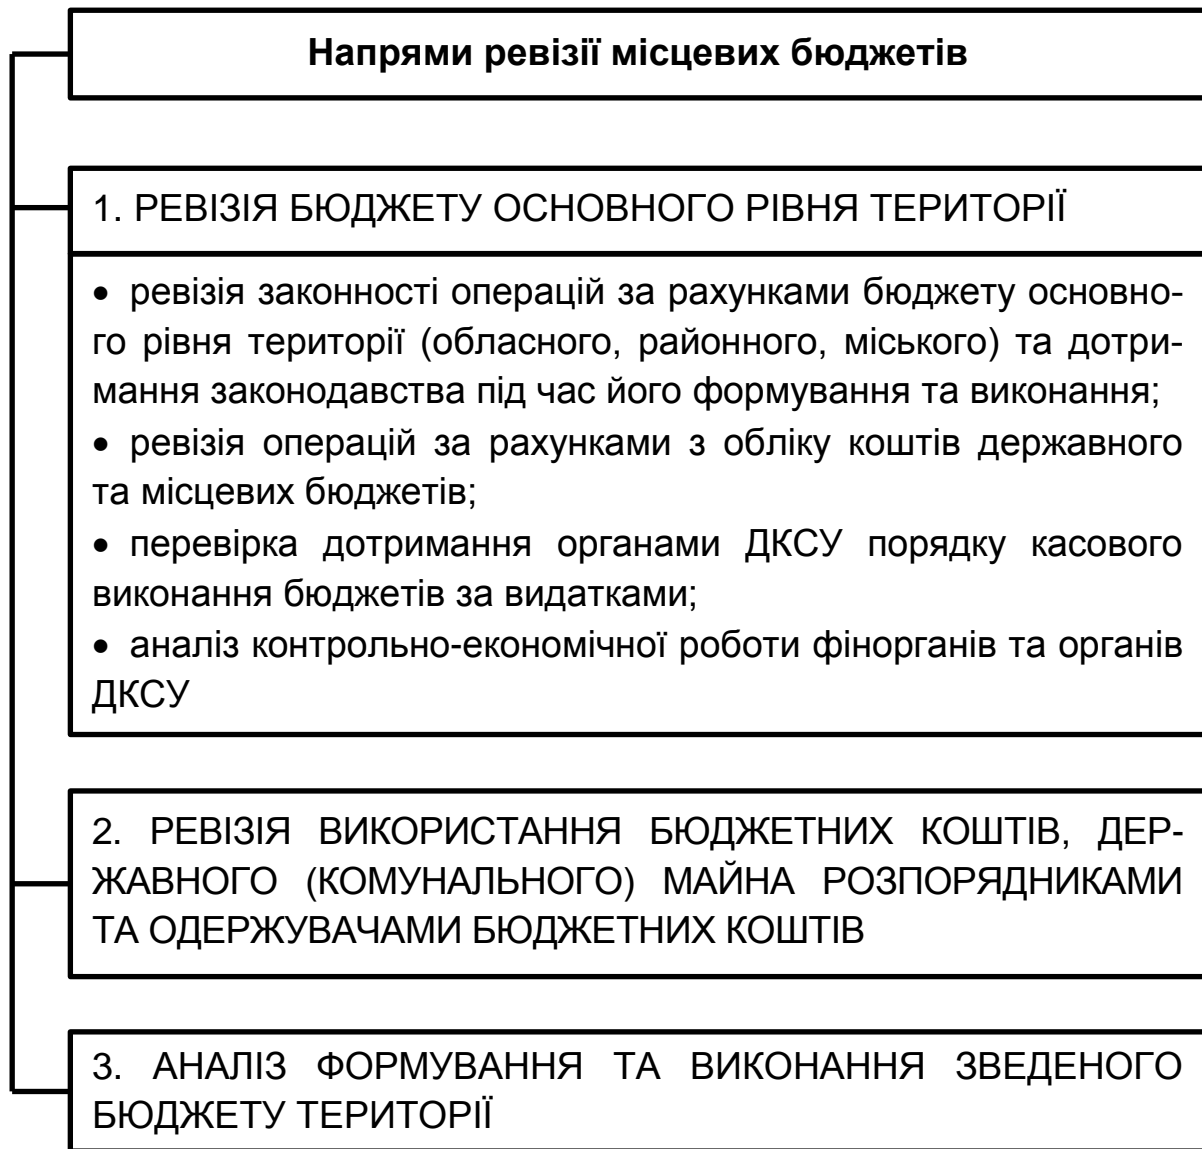 Напрями ревізії місцевих бюджетів
1. РЕВІЗІЯ БЮДЖЕТУ ОСНОВНОГО РІВНЯ ТЕРИТОРІЇ
• ревізія законності операцій за рахунками бюджету основно-
го рівня території (обласного, районного, міського) та дотри-
мання законодавства під час його формування та виконання;
• ревізія операцій за рахунками з обліку коштів державного
та місцевих бюджетів;
• перевірка дотримання органами ДКСУ порядку касового
виконання бюджетів за видатками;
• аналіз контрольно-економічної роботи фінорганів та органів
ДКСУ
2. РЕВІЗІЯ ВИКОРИСТАННЯ БЮДЖЕТНИХ КОШТІВ, ДЕР-
ЖАВНОГО (КОМУНАЛЬНОГО) МАЙНА РОЗПОРЯДНИКАМИ
ТА ОДЕРЖУВАЧАМИ БЮДЖЕТНИХ КОШТІВ
3. АНАЛІЗ ФОРМУВАННЯ ТА ВИКОНАННЯ ЗВЕДЕНОГО
БЮДЖЕТУ ТЕРИТОРІЇ